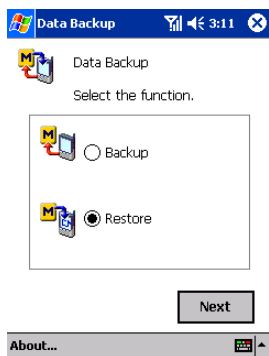 Data Backup 3:11
Data Backup
Select the function.
M
Backup
M
Restore
Next
About...